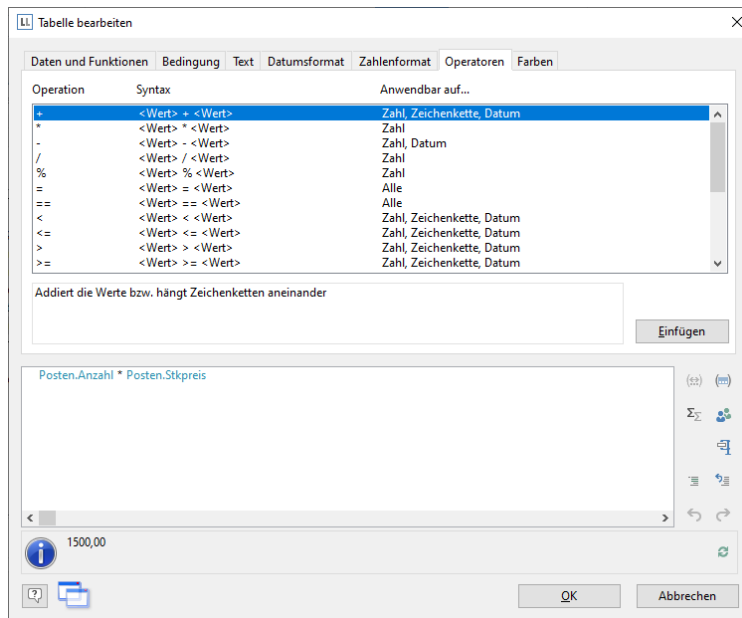 LL Tabelle bearbeiten
Daten und Funktionen Bedingung Text Datumsformat Zahlenformat Operatoren Farben
Operation Syntax Anwendbar auf...
+ <Wert> + <Wert> Zahl, Zeichenkette, Datum
* <Wert> * <Wert> Zahl
- <Wert> - <Wert> Zahl, Datum
/ <Wert> / <Wert> Zahl
% <Wert> % <Wert> Zahl
= <Wert> = <Wert> Alle
== <Wert> == <Wert> Alle
< <Wert> < <Wert> Zahl, Zeichenkette, Datum
<= <Wert> <= <Wert> Zahl, Zeichenkette, Datum
> <Wert> > <Wert> Zahl, Zeichenkette, Datum
>= <Wert> >= <Wert> Zahl, Zeichenkette, Datum
Addiert die Werte bzw. hängt Zeichenketten aneinander
Einfügen
Posten.Anzahl * Posten.Stkpreis
1500,00
OK Abbrechen